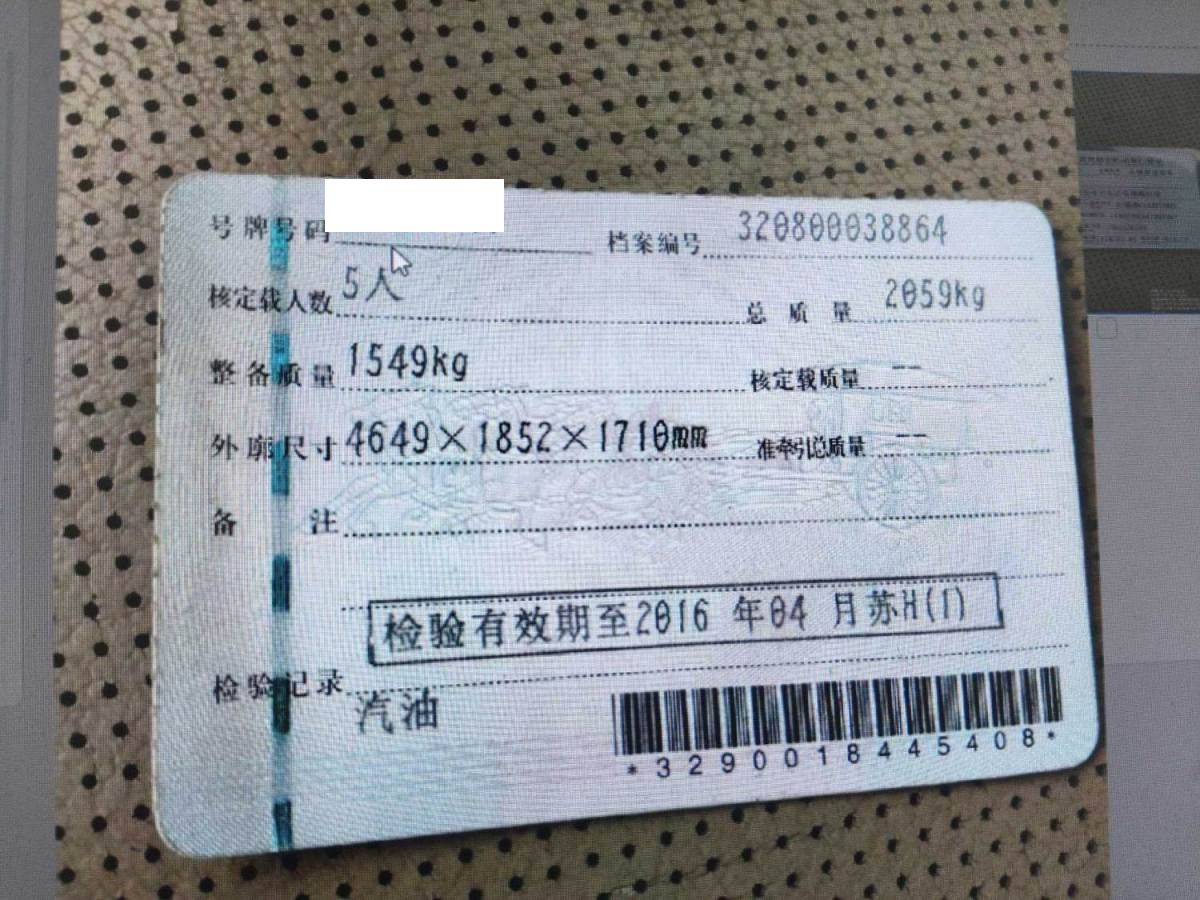 号牌号码 档案编号 320800038864
核定载人数 5人 总质量 2059kg
整备质量 1549kg 核定载质量 --
外廓尺寸 4649×1852×1710mm 准牵引总质量 --
备注
检验有效期至2016 年04 月苏H(1)
检验记录
汽油
*3290018445408*